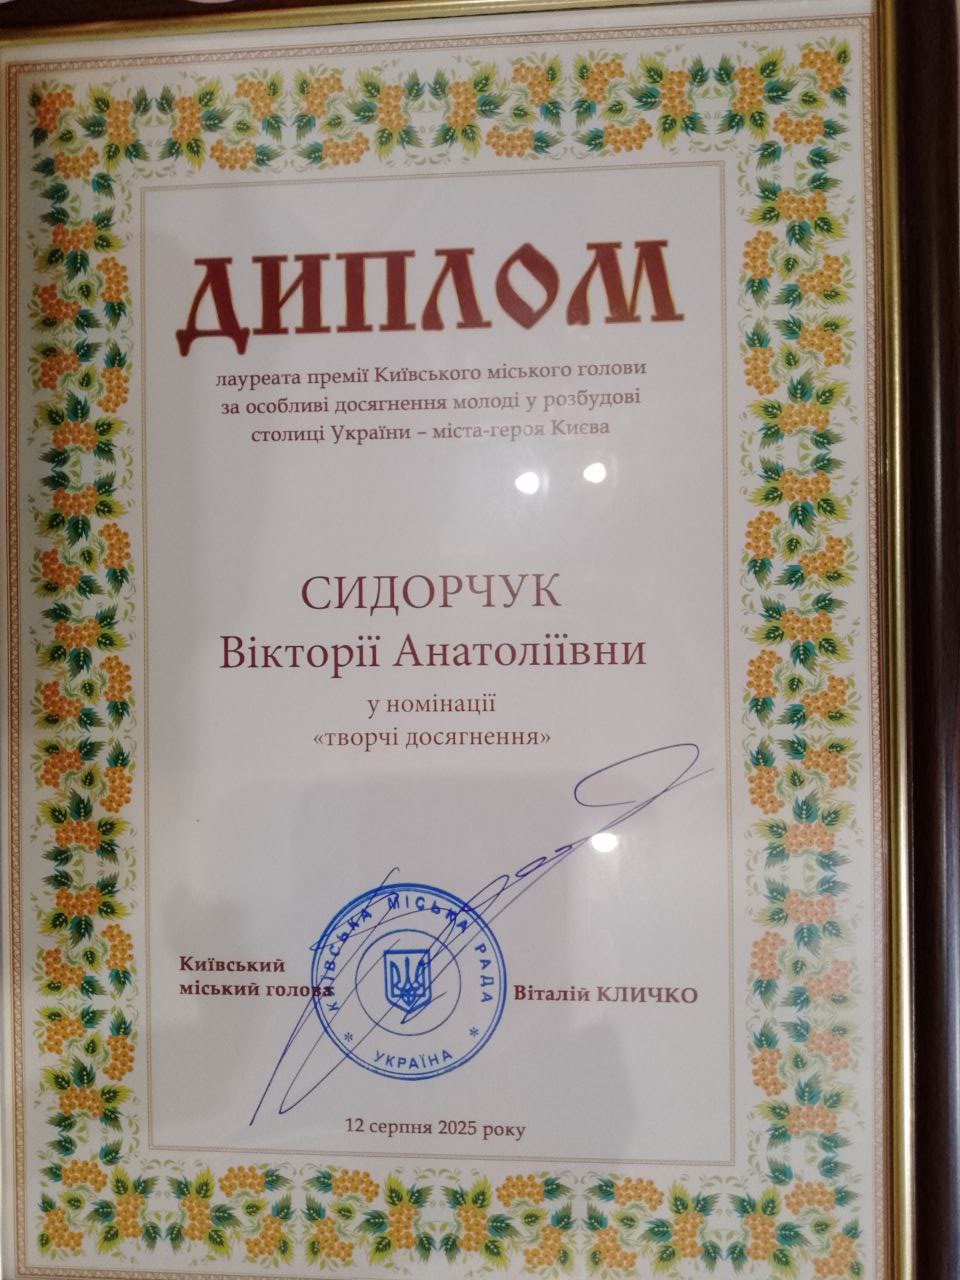 ДИПЛОМ
лауреата премії Київського міського голови
за особливі досягнення молоді у розбудові
столиці України – міста-героя Києва
СИДОРЧУК
Вікторії Анатоліївни
у номінації
«творчі досягнення»
Київський
міський голова
КИЇВСЬКА МІСЬКА РАДА
* УКРАЇНА *
Віталій КЛИЧКО
12 серпня 2025 року